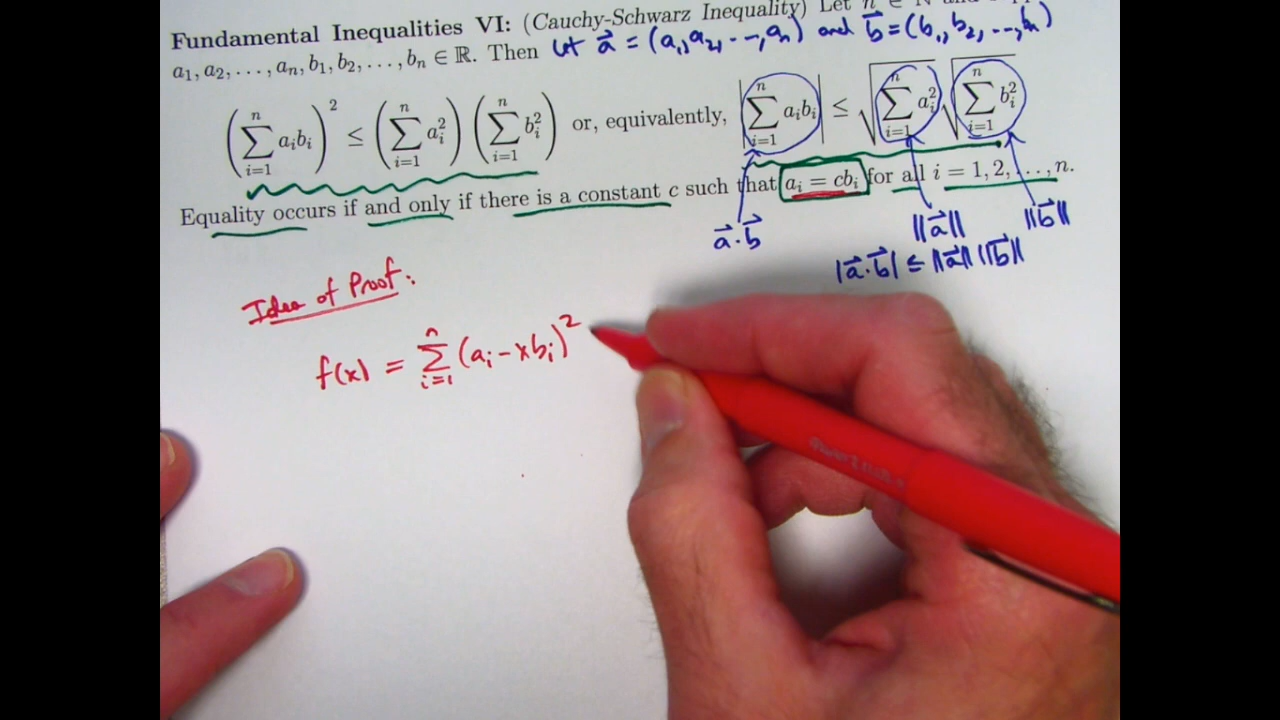 Fundamental Inequalities VI: (Cauchy-Schwarz Inequality) Let n ∈
a₁, a₂, . . . , aₙ, b₁, b₂, . . . , bₙ ∈ ℝ. Then Let a⃗ = (a₁, a₂, ..., aₙ) and b⃗ = (b₁, b₂, ..., bₙ)
(∑ᵢ₌₁ⁿ aᵢbᵢ)² ≤ (∑ᵢ₌₁ⁿ aᵢ²) (∑ᵢ₌₁ⁿ bᵢ²) or, equivalently, |∑ᵢ₌₁ⁿ aᵢbᵢ| ≤ √(∑ᵢ₌₁ⁿ aᵢ²) √(∑ᵢ₌₁ⁿ bᵢ²)
Equality occurs if and only if there is a constant c such that aᵢ = cbᵢ for all i = 1, 2, . . . , n.
a⃗·b⃗ ||a⃗|| ||b⃗||
|a⃗·b⃗| ≤ ||a⃗|| ||b⃗||
Idea of Proof:
f(x) = ∑ᵢ₌₁ⁿ (aᵢ - xbᵢ)²